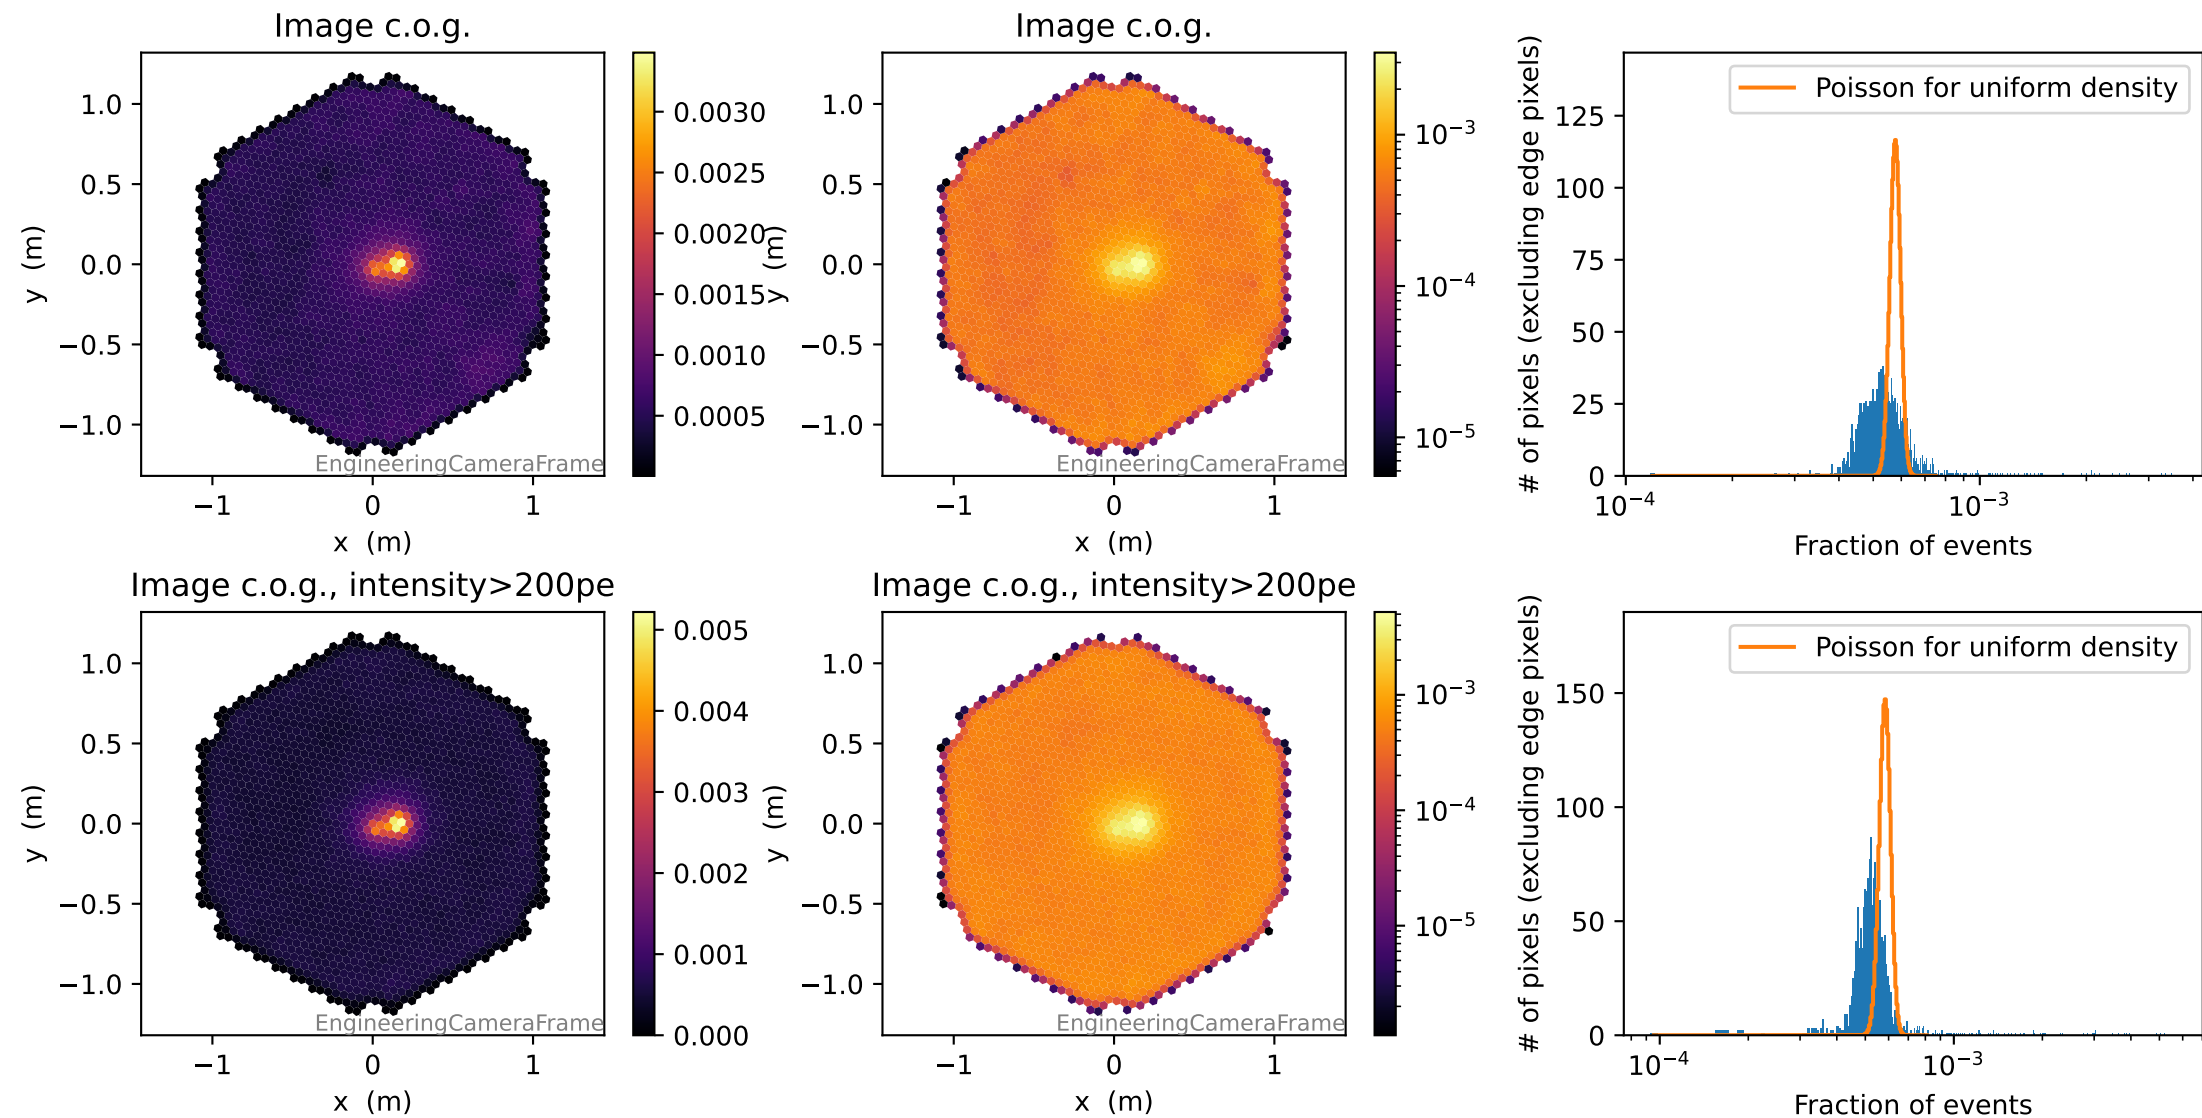 Image c.o.g.
1.0
0.5
0.0
−0.5
−1.0
y (m)
−1 0 1
x (m)
EngineeringCameraFrame
0.0030
0.0025
0.0020
0.0015
0.0010
0.0005
Image c.o.g.
1.0
0.5
0.0
−0.5
−1.0
y (m)
−1 0 1
x (m)
EngineeringCameraFrame
10⁻³
10⁻⁴
10⁻⁵
Poisson for uniform density
# of pixels (excluding edge pixels)
125
100
75
50
25
0
10⁻⁴ 10⁻³
Fraction of events
Image c.o.g., intensity>200pe
1.0
0.5
0.0
−0.5
−1.0
y (m)
−1 0 1
x (m)
EngineeringCameraFrame
0.005
0.004
0.003
0.002
0.001
0.000
Image c.o.g., intensity>200pe
1.0
0.5
0.0
−0.5
−1.0
y (m)
−1 0 1
x (m)
EngineeringCameraFrame
10⁻³
10⁻⁴
10⁻⁵
Poisson for uniform density
# of pixels (excluding edge pixels)
150
100
50
0
10⁻⁴ 10⁻³
Fraction of events